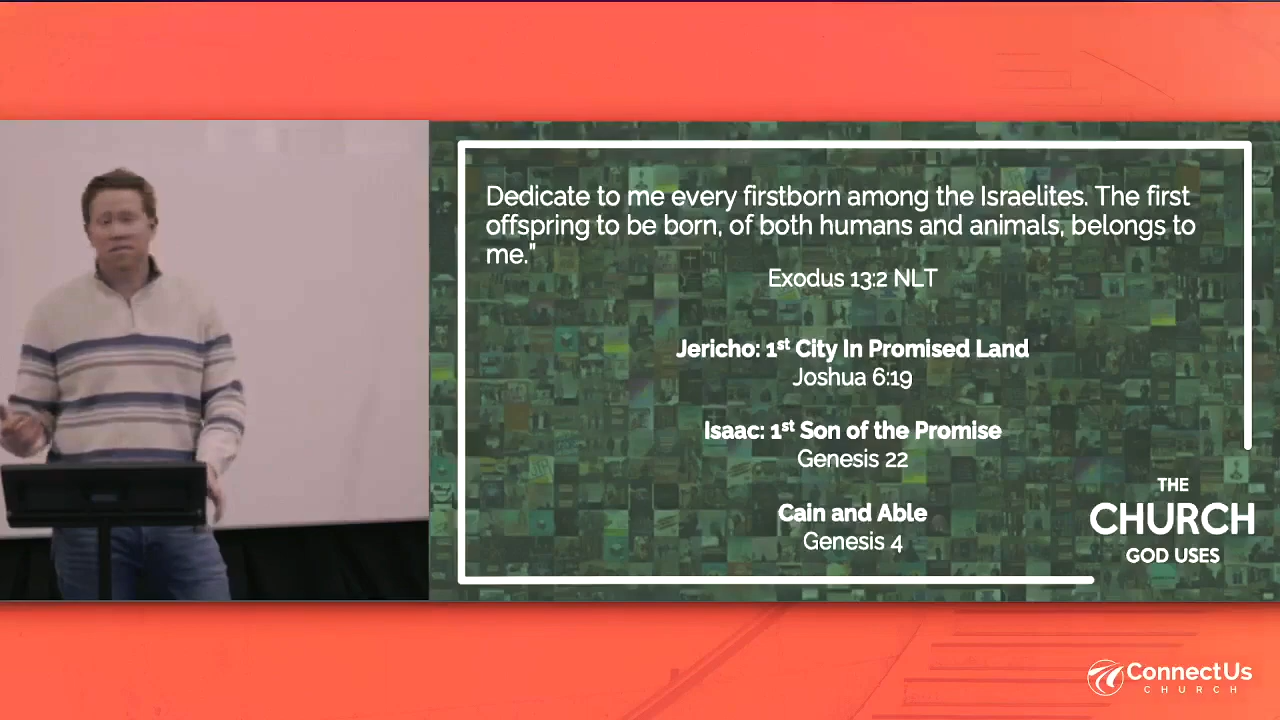 Dedicate to me every firstborn among the Israelites. The first
offspring to be born, of both humans and animals, belongs to
me."
Exodus 13:2 NLT
Jericho: 1st City In Promised Land
Joshua 6:19
Isaac: 1st Son of the Promise
Genesis 22
Cain and Able
Genesis 4
THE
CHURCH
GOD USES
ConnectUs
CHURCH